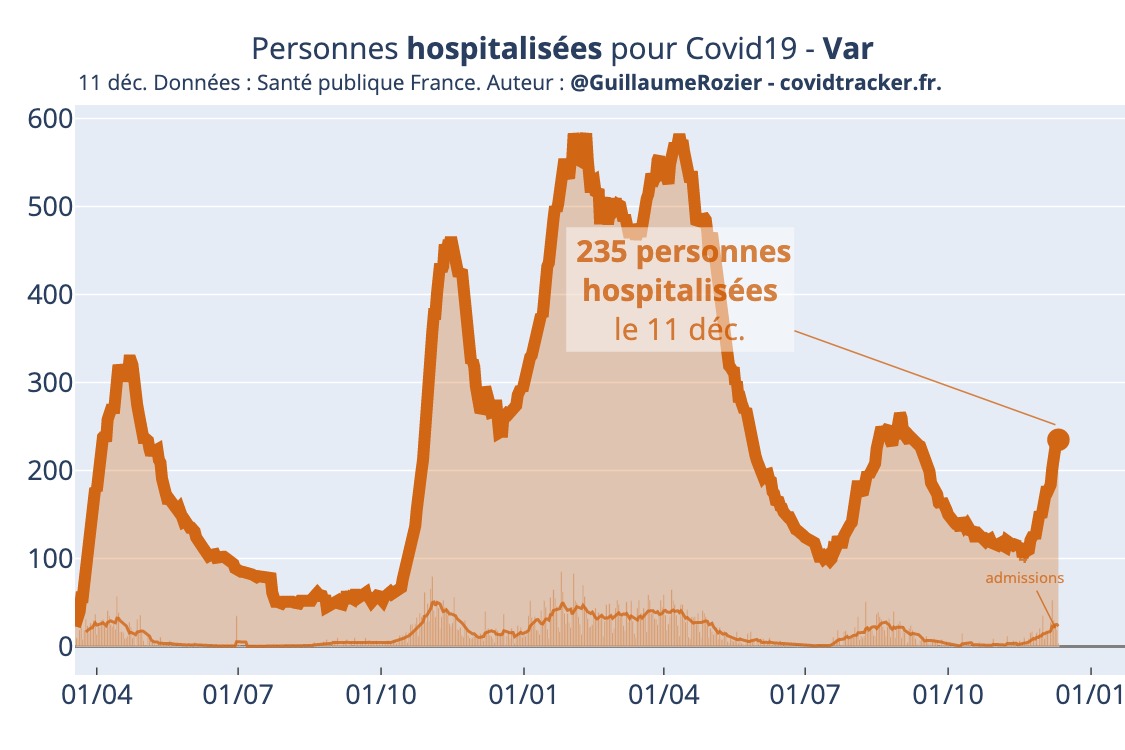 Personnes hospitalisées pour Covid19 - Var
11 déc. Données : Santé publique France. Auteur : @GuillaumeRozier - covidtracker.fr.
600
500
400
300
200
100
0
235 personnes
hospitalisées
le 11 déc.
admissions
01/04 01/07 01/10 01/01 01/04 01/07 01/10 01/01